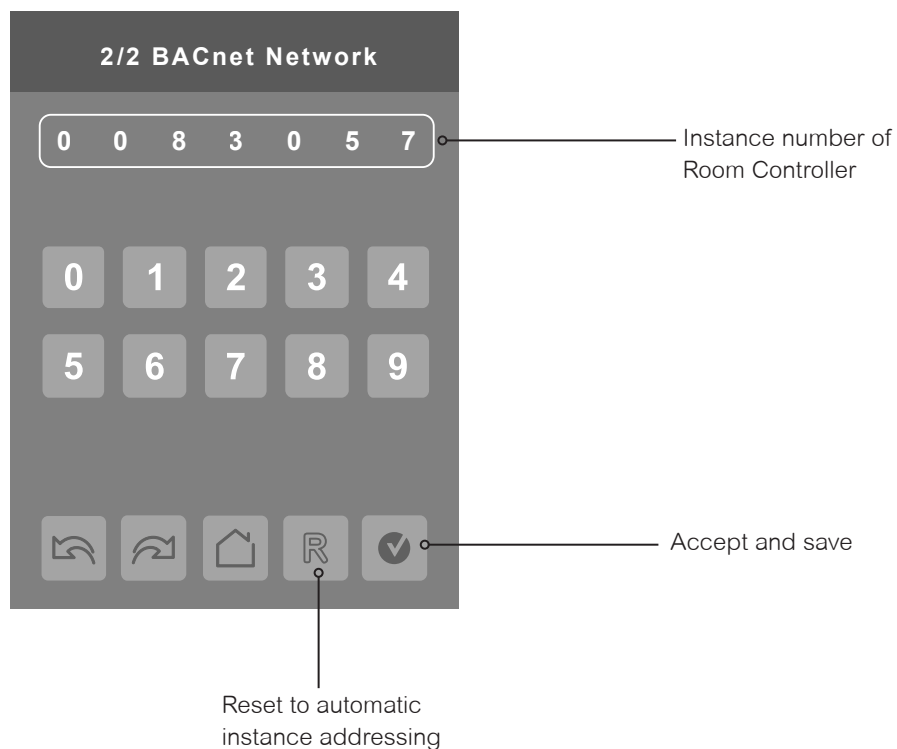 2/2 BACnet Network
0 0 8 3 0 5 7
Instance number of
Room Controller
0 1 2 3 4
5 6 7 8 9
R
Accept and save
Reset to automatic
instance addressing